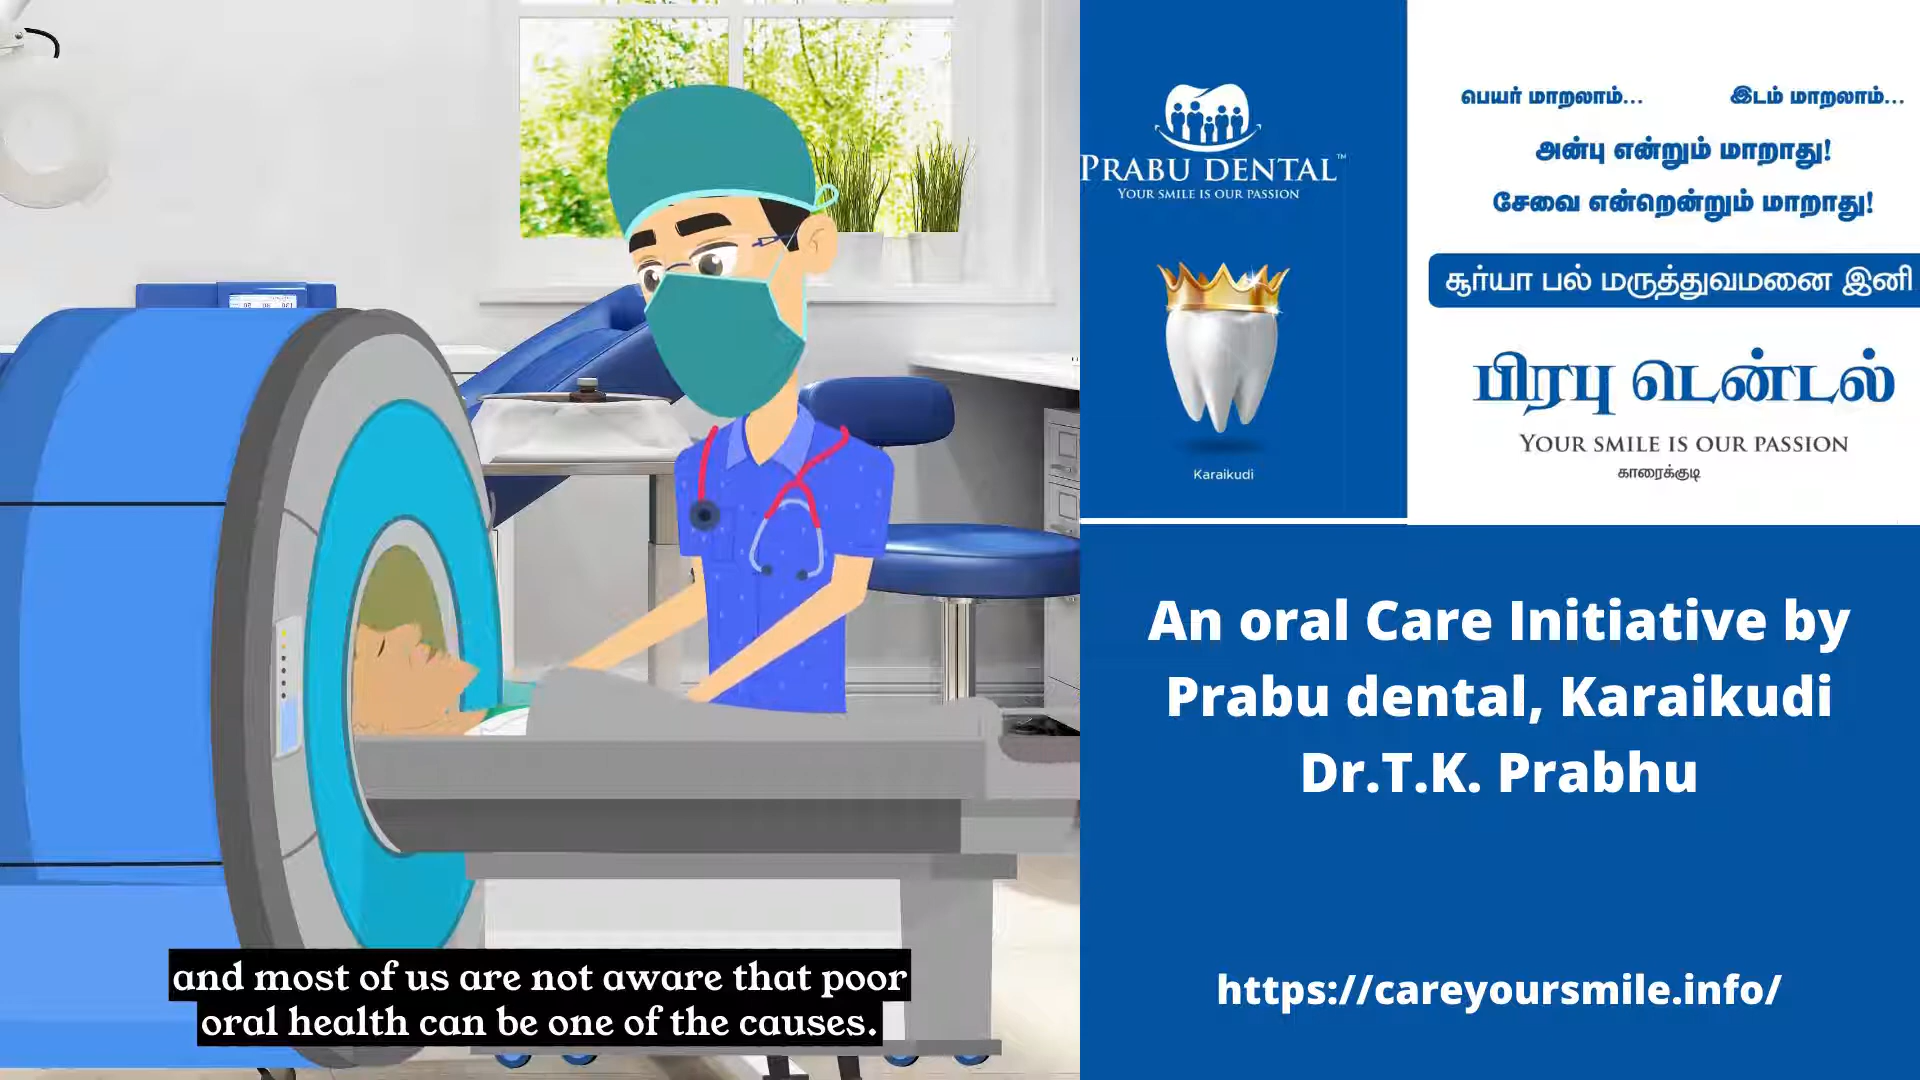 PRABU DENTAL™
YOUR SMILE IS OUR PASSION
Karaikudi
பெயர் மாறலாம்... இடம் மாறலாம்...
அன்பு என்றும் மாறாது!
சேவை என்றென்றும் மாறாது!
சூர்யா பல் மருத்துவமனை இனி
பிரபு டென்டல்
YOUR SMILE IS OUR PASSION
காரைக்குடி
An oral Care Initiative by
Prabu dental, Karaikudi
Dr.T.K. Prabhu
https://careyoursmile.info/
and most of us are not aware that poor
oral health can be one of the causes.